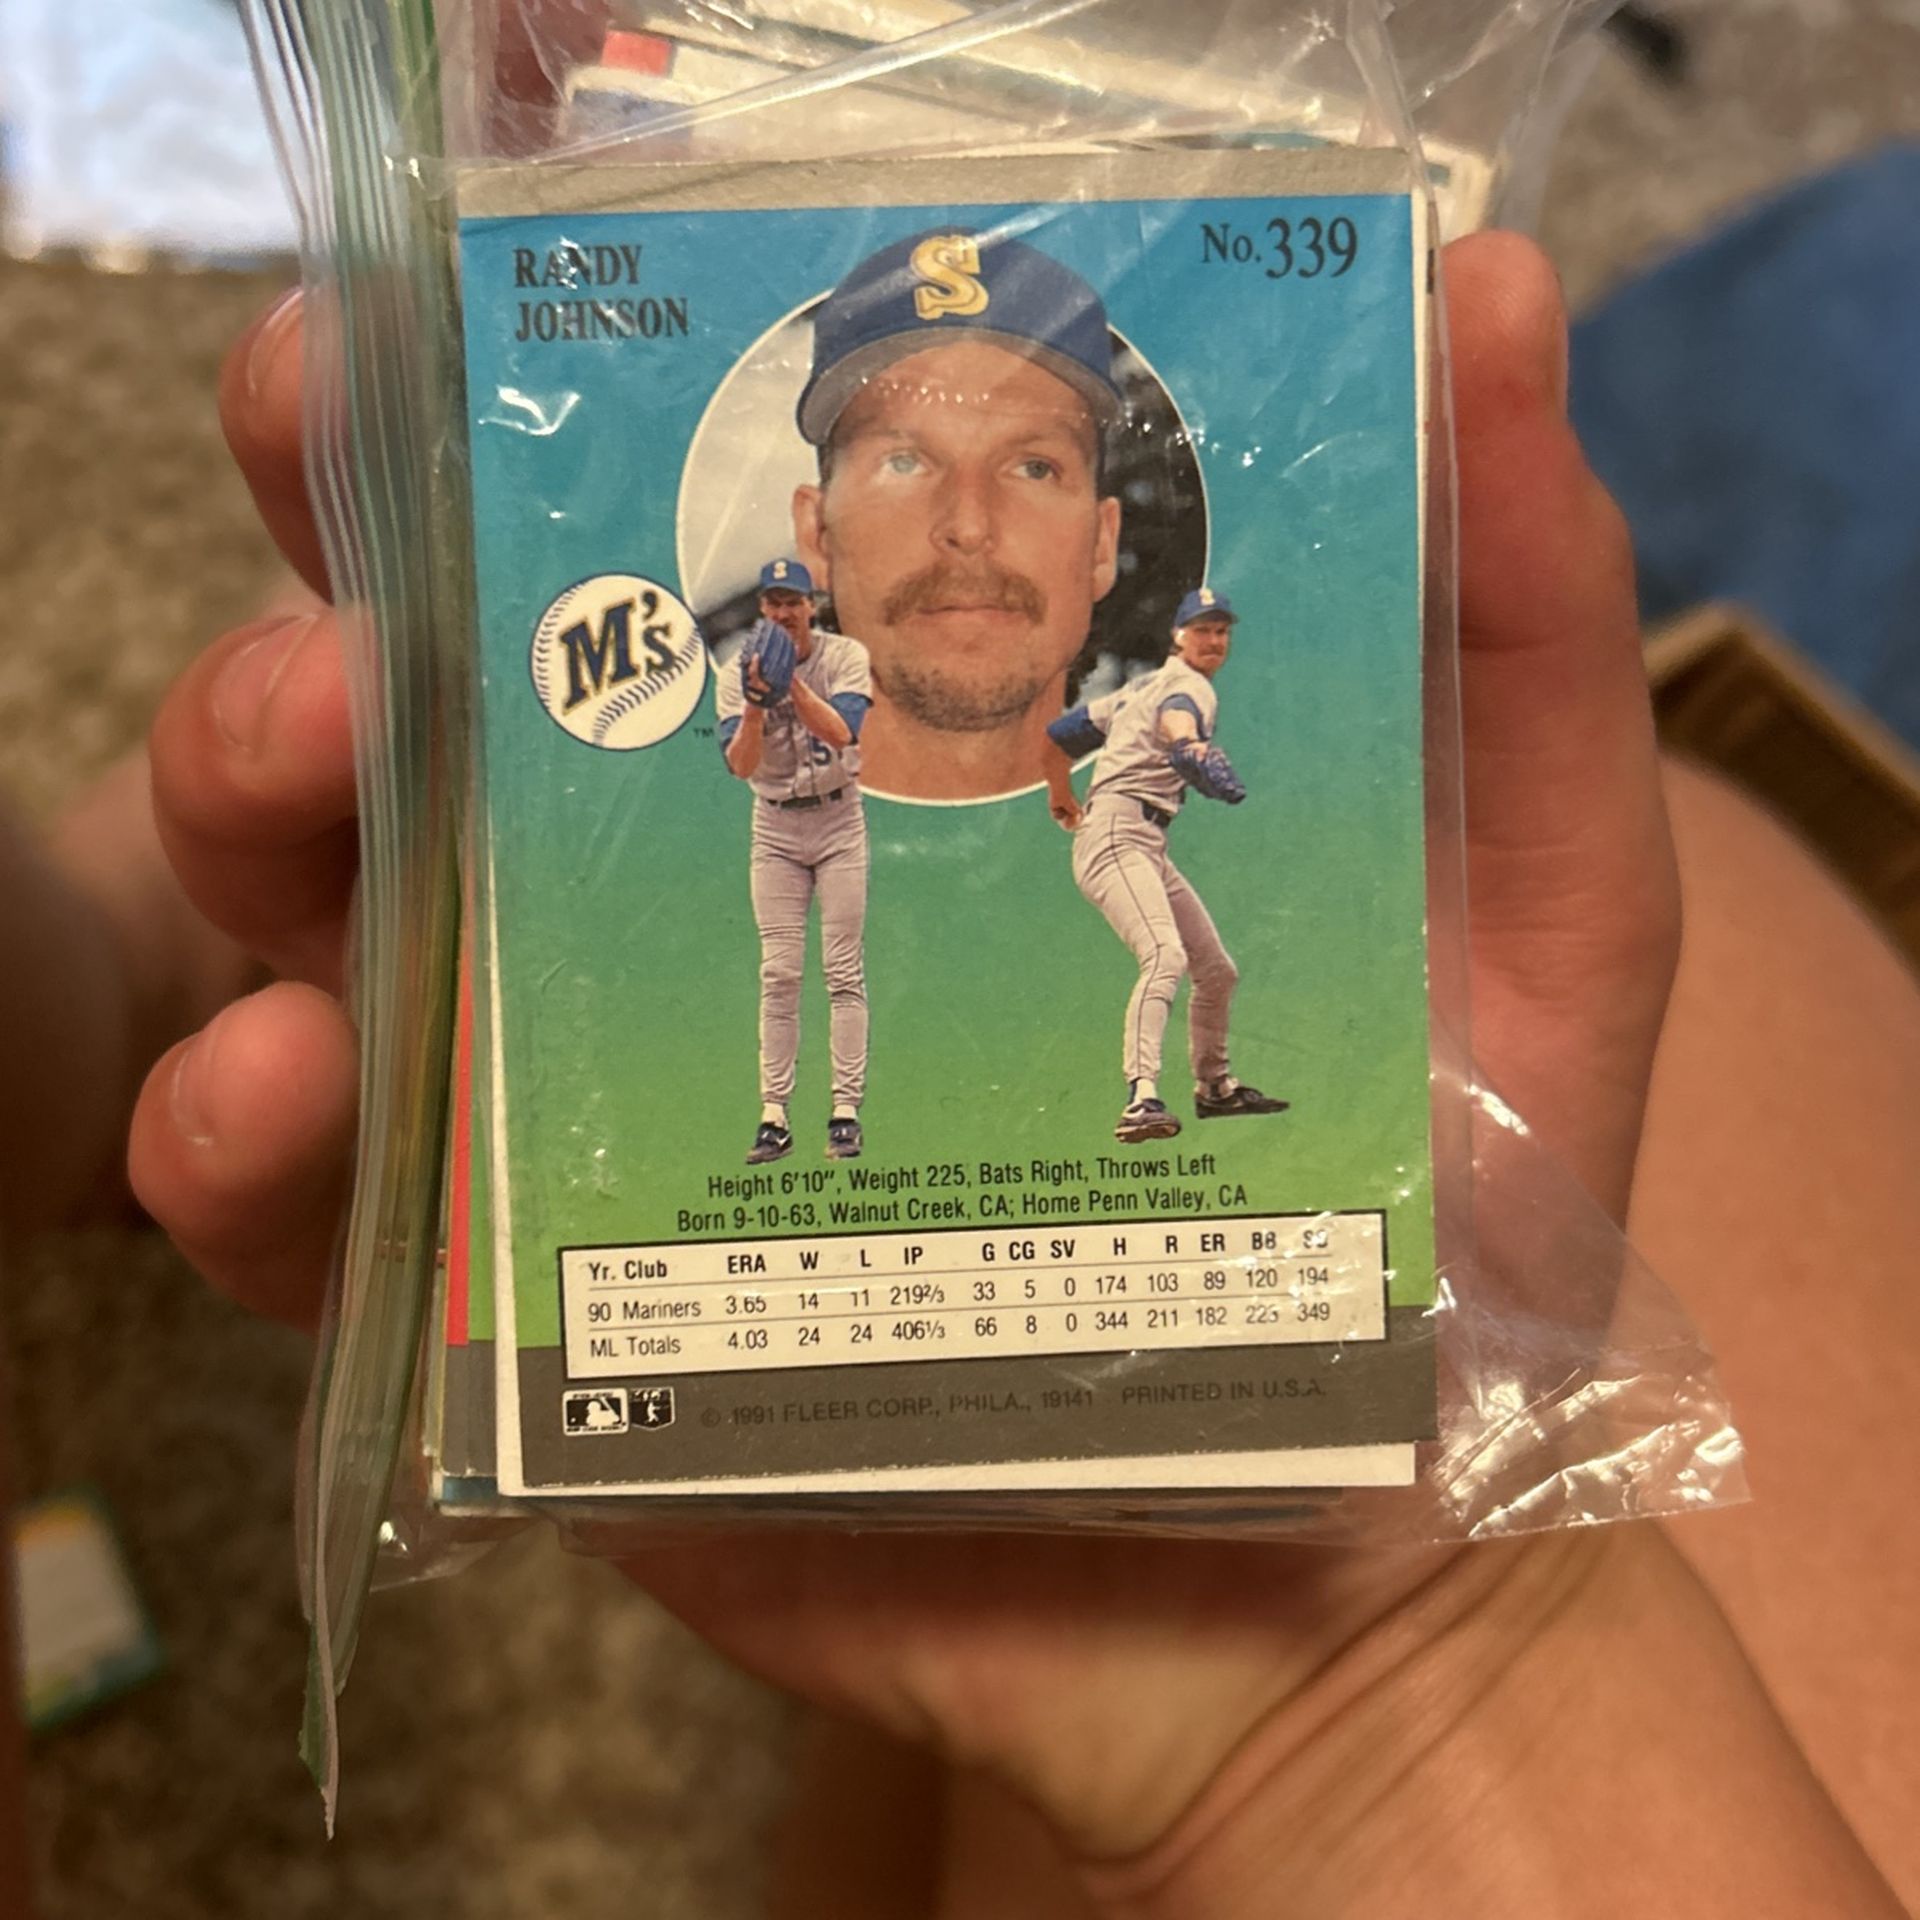 RANDY
JOHNSON
No.339
S
M's
TM
Height 6'10", Weight 225, Bats Right, Throws Left
Born 9-10-63, Walnut Creek, CA; Home Penn Valley, CA
Yr. Club ERA W L IP G CG SV H R ER BB SO
90 Mariners 3.65 14 11 219⅔ 33 5 0 174 103 89 120 194
ML Totals 4.03 24 24 406⅓ 66 8 0 344 211 182 223 349
© 1991 FLEER CORP., PHILA., 19141 PRINTED IN U.S.A.